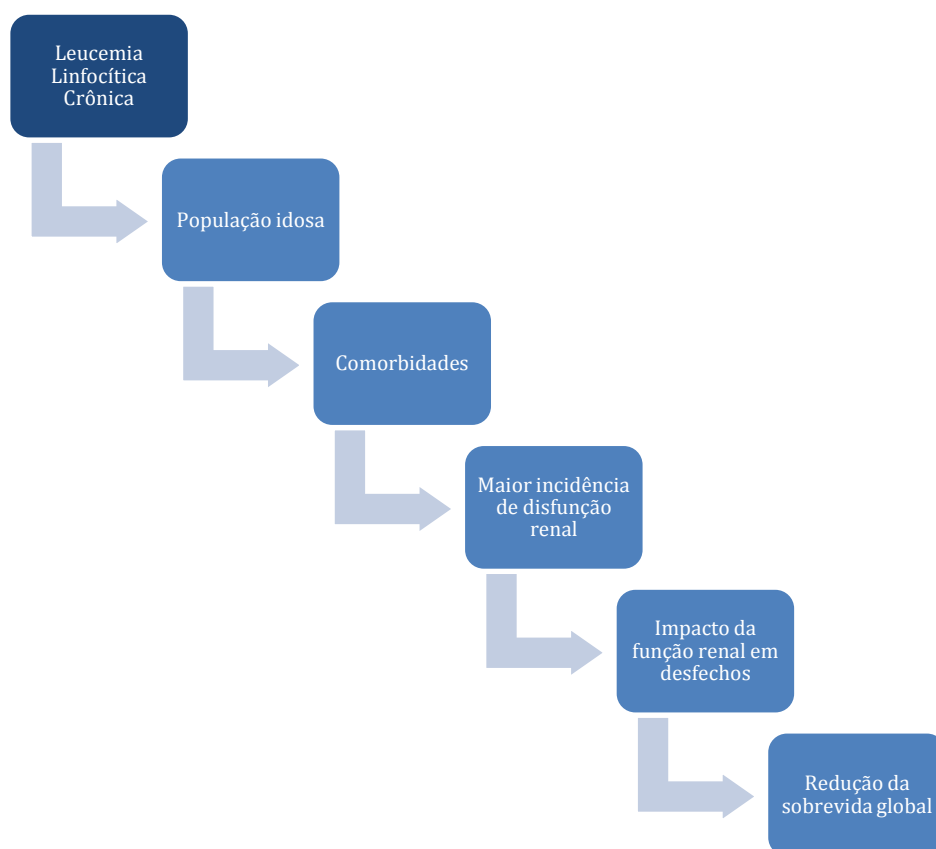 Leucemia
Linfocítica
Crônica
População idosa
Comorbidades
Maior incidência
de disfunção
renal
Impacto da
função renal em
desfechos
Redução da
sobrevida global